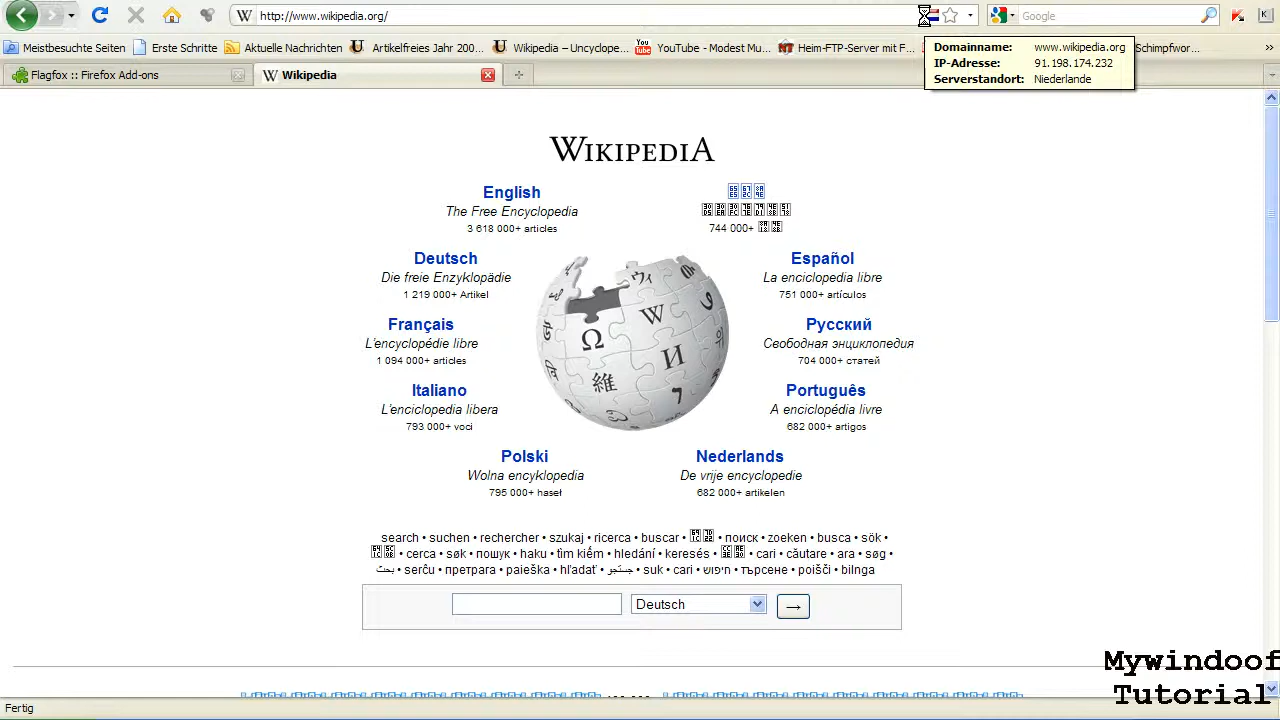 http://www.wikipedia.org/
Google
Meistbesuchte Seiten
Erste Schritte
Aktuelle Nachrichten
Artikelfreies Jahr 200...
Wikipedia – Uncyclope...
YouTube - Modest Mu...
Heim-FTP-Server mit F...
Schimpfwor...
Domainname: www.wikipedia.org
IP-Adresse: 91.198.174.232
Serverstandort: Niederlande
Flagfox :: Firefox Add-ons
Wikipedia
WIKIPEDIA
English
The Free Encyclopedia
3 618 000+ articles
744 000+
Deutsch
Die freie Enzyklopädie
1 219 000+ Artikel
Español
La enciclopedia libre
751 000+ artículos
Français
L'encyclopédie libre
1 094 000+ articles
Русский
Свободная энциклопедия
704 000+ статей
Italiano
L'enciclopedia libera
793 000+ voci
Português
A enciclopédia livre
682 000+ artigos
Polski
Wolna encyklopedia
795 000+ haseł
Nederlands
De vrije encyclopedie
682 000+ artikelen
search • suchen • rechercher • szukaj • ricerca • buscar • • поиск • zoeken • busca • sök •
• cerca • søk • пошук • haku • tìm kiếm • hledání • keresés • • cari • căutare • ara • søg •
بحث • serĉu • претрага • paieška • hľadať • جستجو • suk • cari • חיפוש • търсене • poišči • bilnga
Deutsch
→
Fertig
Mywindoof
Tutorial